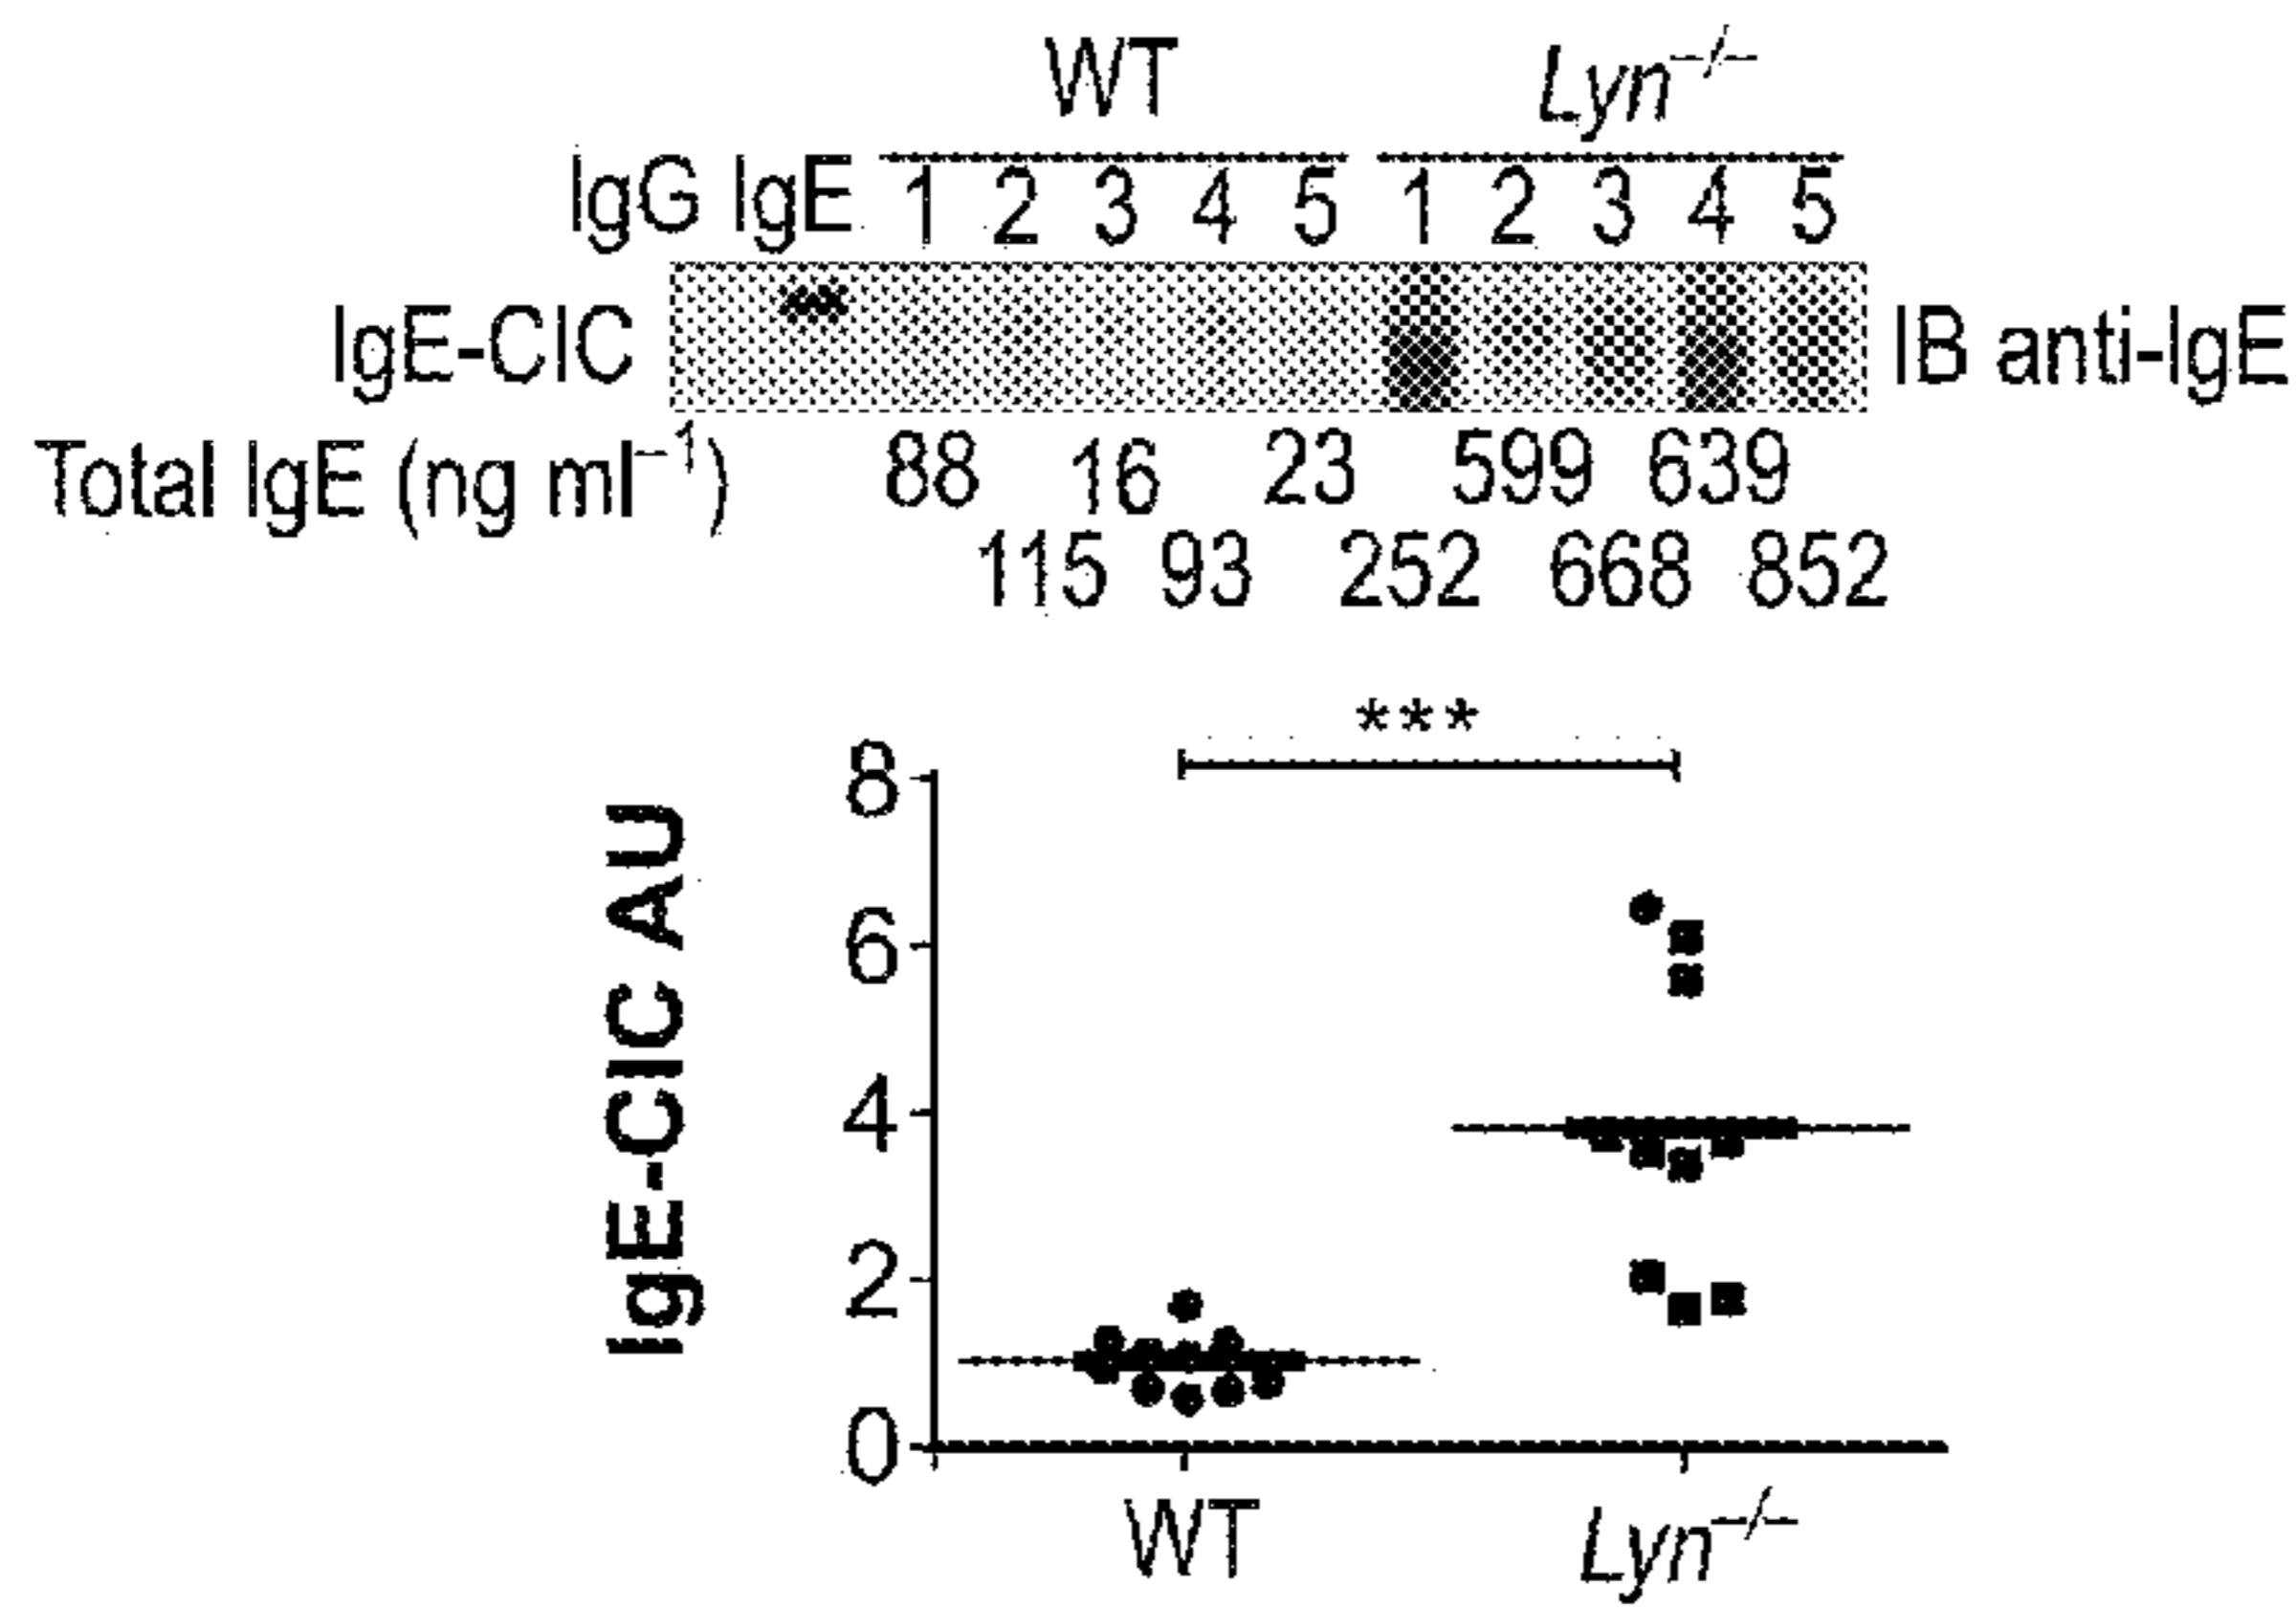 WT Lyn−/−
IgG IgE 1 2 3 4 5 1 2 3 4 5
IgE-CIC IB anti-IgE
Total IgE (ng ml−1) 88 16 23 599 639
115 93 252 668 852
***
IgE-CIC AU
8
6
4
2
0
WT Lyn−/−